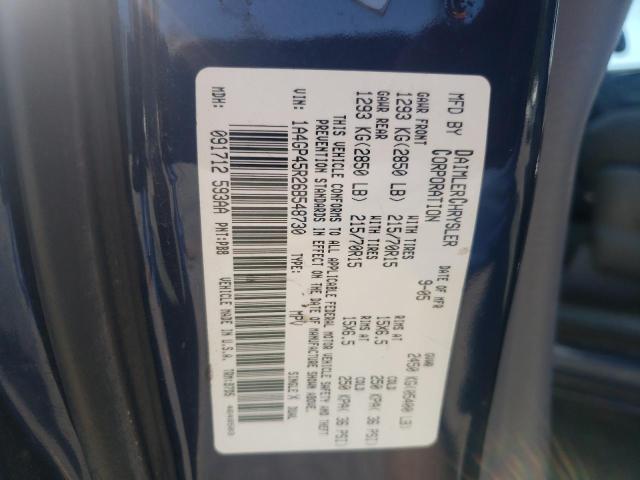 MFD BY DAIMLERCHRYSLER CORPORATION
DATE OF MFR 9-05
GVWR 2450 KG(05400 LB)
GAWR FRONT WITH TIRES RIMS AT COLD
1293 KG(2850 LB) 215/70R15 15X6.5 250 KPA( 36 PSI)
GAWR REAR WITH TIRES RIMS AT COLD
1293 KG(2850 LB) 215/70R15 15X6.5 250 KPA( 36 PSI)
THIS VEHICLE CONFORMS TO ALL APPLICABLE FEDERAL MOTOR VEHICLE SAFETY AND THEFT
PREVENTION STANDARDS IN EFFECT ON THE DATE OF MANUFACTURE SHOWN ABOVE.
VIN: 1A4GP45R26B548730 TYPE: MPV SINGLE X DUAL
MDH: 091712 593AA PNT:PB8
VEHICLE MADE IN U.S.A.